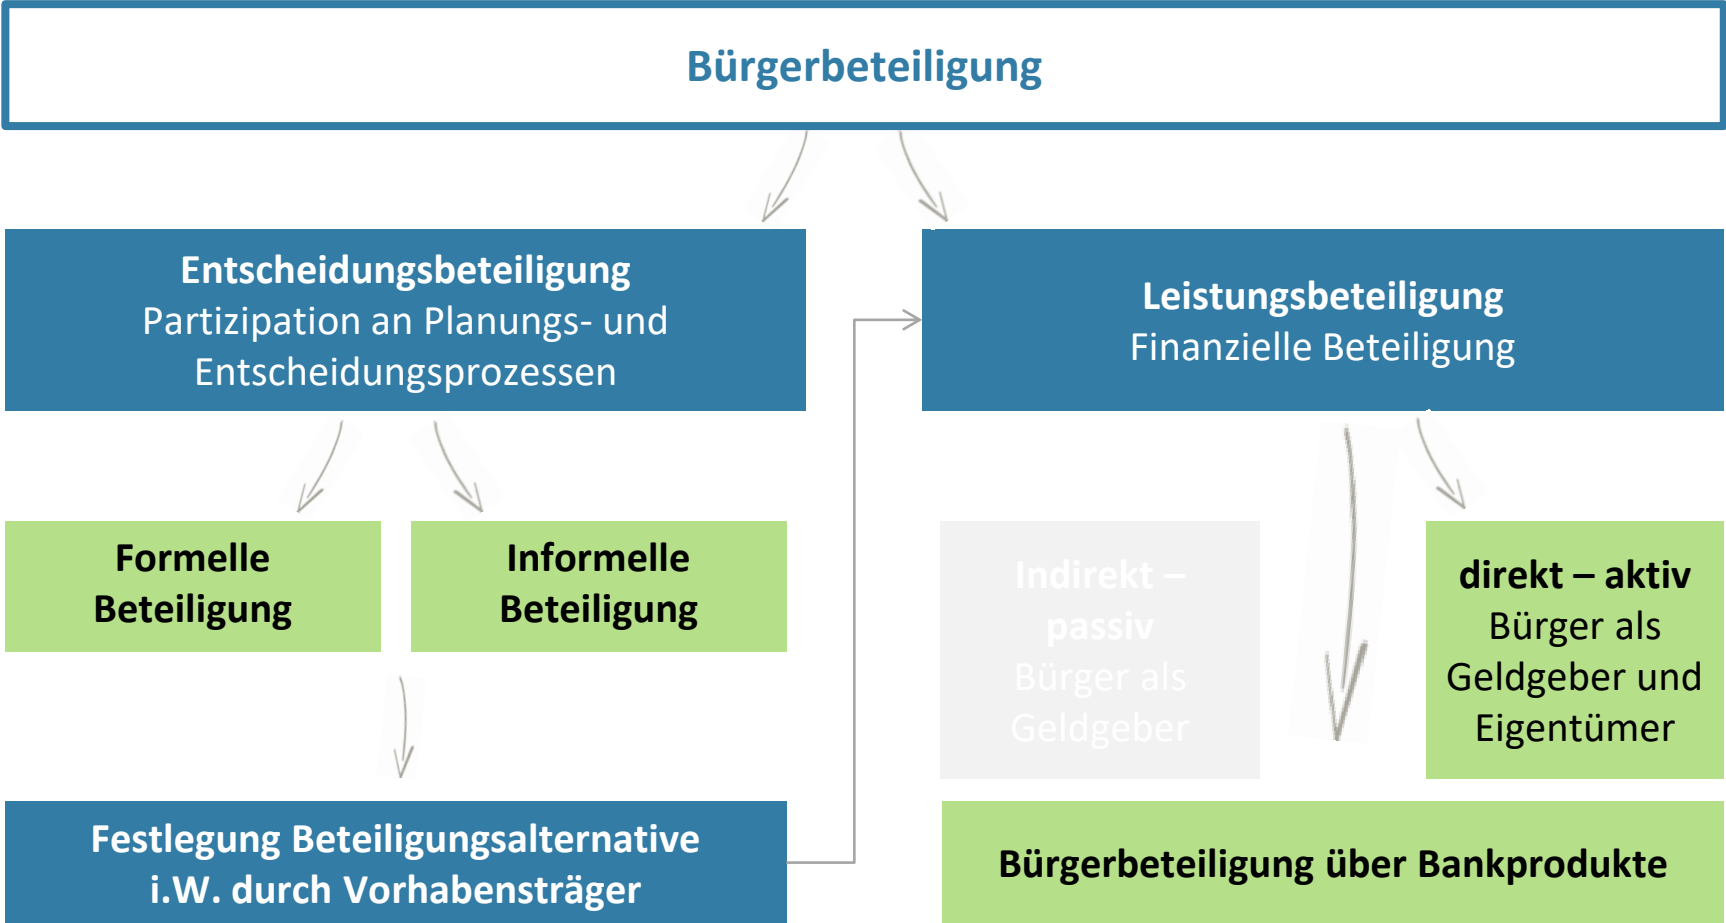 Bürgerbeteiligung
Entscheidungsbeteiligung
Partizipation an Planungs- und
Entscheidungsprozessen
Leistungsbeteiligung
Finanzielle Beteiligung
Formelle
Beteiligung
Informelle
Beteiligung
Indirekt –
passiv
Bürger als
Geldgeber
direkt – aktiv
Bürger als
Geldgeber und
Eigentümer
Festlegung Beteiligungsalternative
i.W. durch Vorhabensträger
Bürgerbeteiligung über Bankprodukte